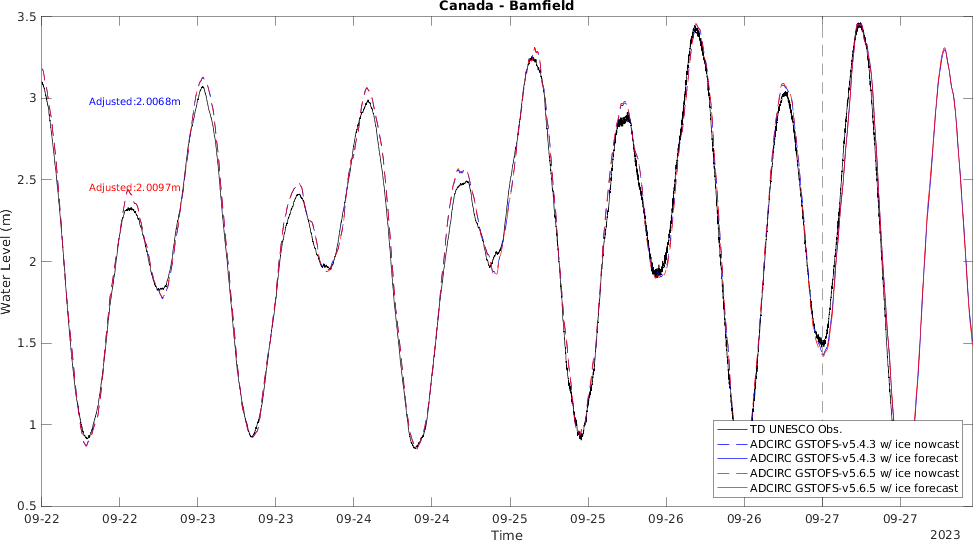 Canada - Bamfield
3.5
3
2.5
2
1.5
1
0.5
Water Level (m)
Adjusted:2.0068m
Adjusted:2.0097m
TD UNESCO Obs.
ADCIRC GSTOFS-v5.4.3 w/ ice nowcast
ADCIRC GSTOFS-v5.4.3 w/ ice forecast
ADCIRC GSTOFS-v5.6.5 w/ ice nowcast
ADCIRC GSTOFS-v5.6.5 w/ ice forecast
09-22 09-22 09-23 09-23 09-24 09-24 09-25 09-25 09-26 09-26 09-27 09-27
Time
2023